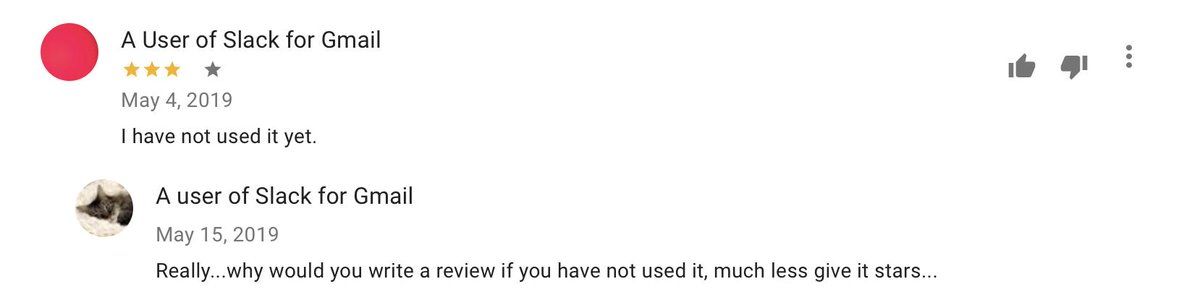 A User of Slack for Gmail
May 4, 2019
I have not used it yet.
A user of Slack for Gmail
May 15, 2019
Really...why would you write a review if you have not used it, much less give it stars...